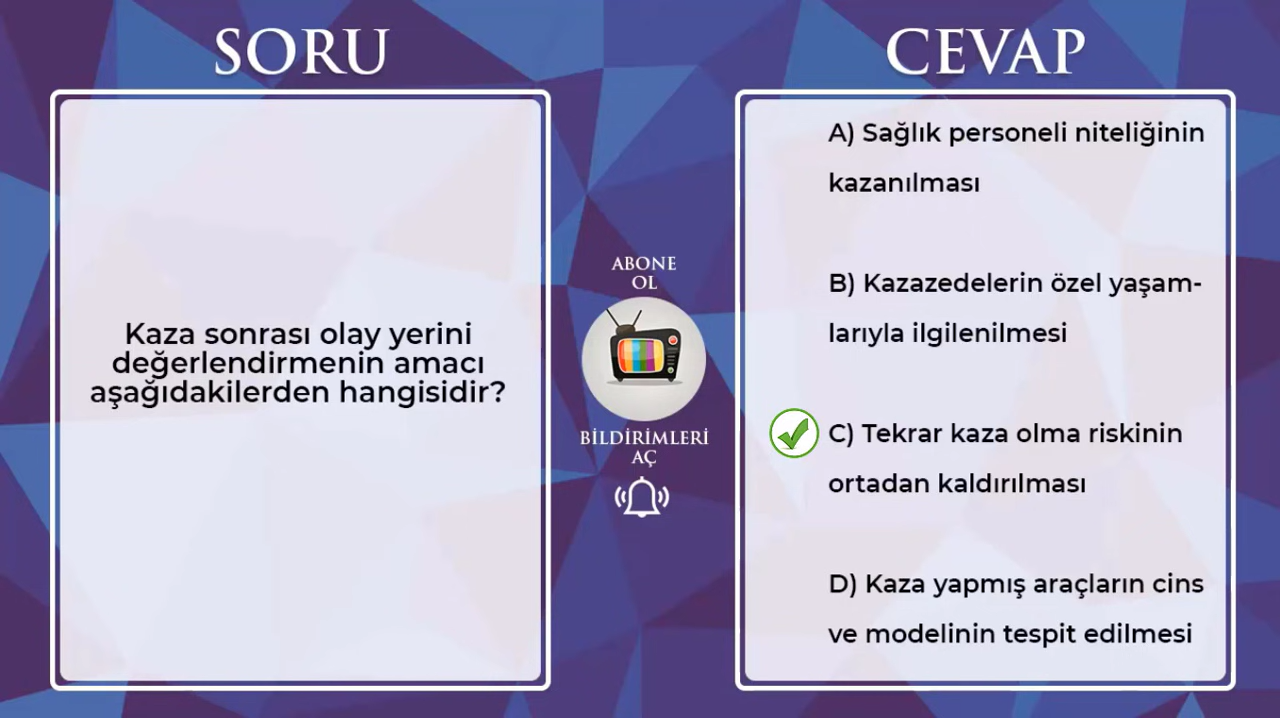 SORU
Kaza sonrası olay yerini
değerlendirmenin amacı
aşağıdakilerden hangisidir?
ABONE
OL
BİLDİRİMLERİ
AÇ
CEVAP
A) Sağlık personeli niteliğinin
kazanılması
B) Kazazedelerin özel yaşam-
larıyla ilgilenilmesi
C) Tekrar kaza olma riskinin
ortadan kaldırılması
D) Kaza yapmış araçların cins
ve modelinin tespit edilmesi